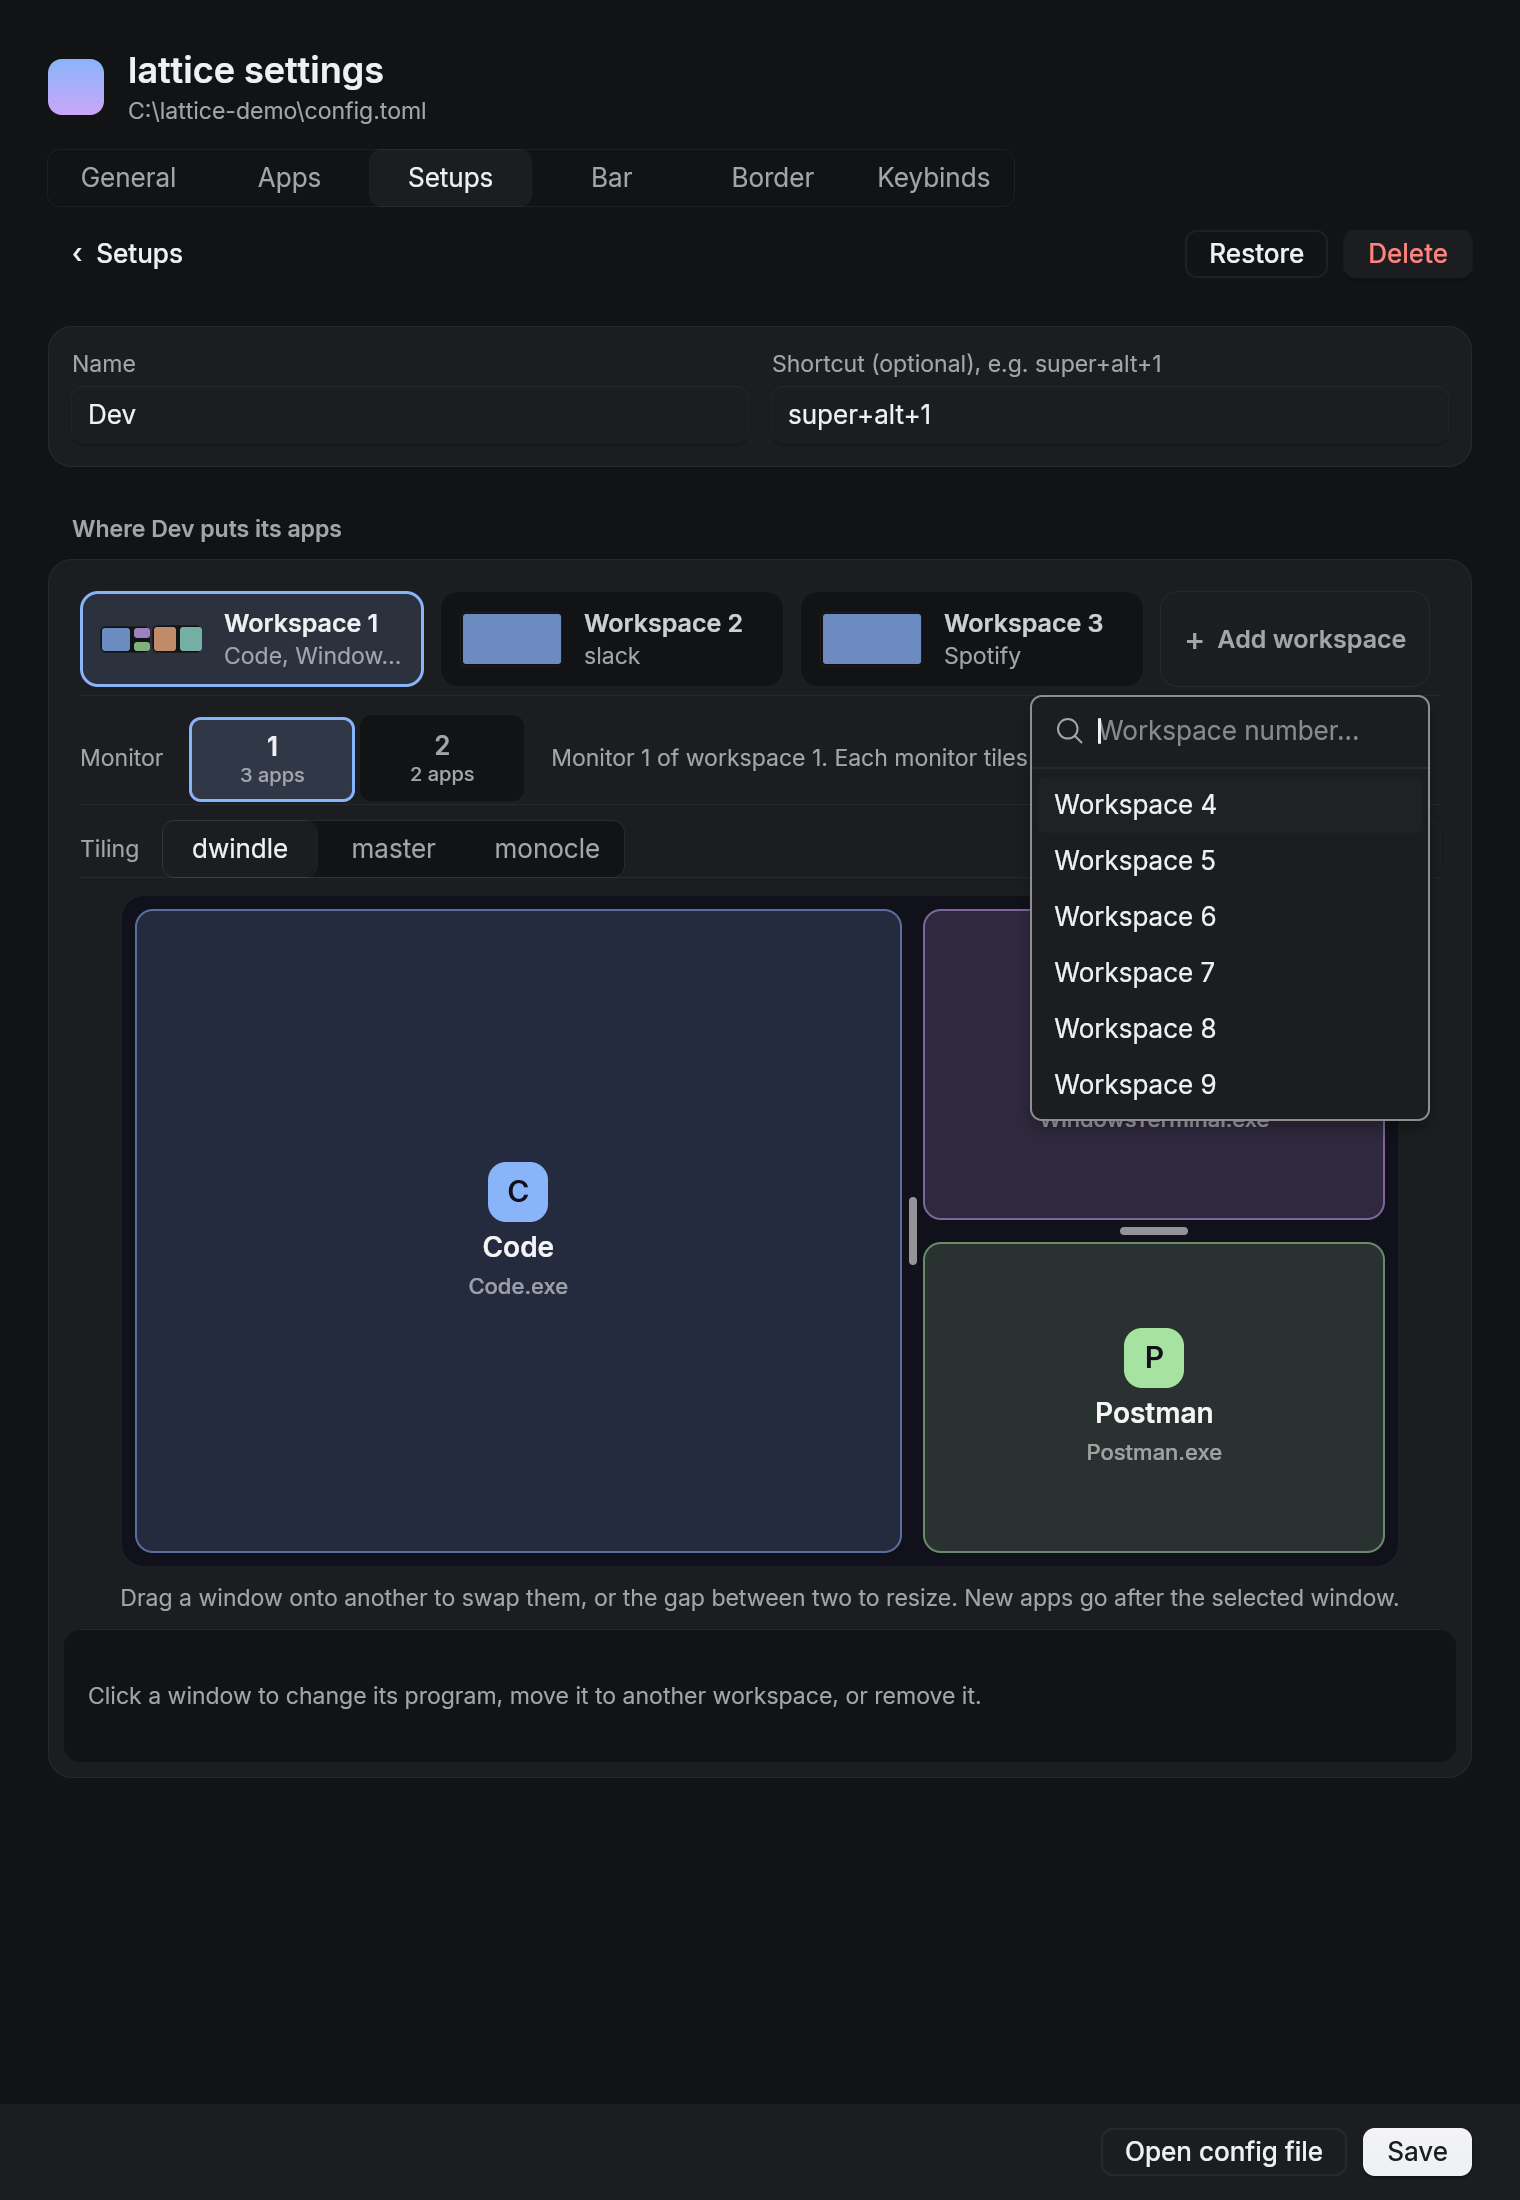 lattice settings
C:\lattice-demo\config.toml
General Apps Setups Bar Border Keybinds
‹ Setups
Restore Delete
Name
Shortcut (optional), e.g. super+alt+1
Dev
super+alt+1
Where Dev puts its apps
Workspace 1
Code, Window...
Workspace 2
slack
Workspace 3
Spotify
+ Add workspace
Monitor
1
3 apps
2
2 apps
Monitor 1 of workspace 1. Each monitor tiles
Workspace number...
Workspace 4
Workspace 5
Workspace 6
Workspace 7
Workspace 8
Workspace 9
Tiling dwindle master monocle
WindowsTerminal.exe
C
Code
Code.exe
P
Postman
Postman.exe
Drag a window onto another to swap them, or the gap between two to resize. New apps go after the selected window.
Click a window to change its program, move it to another workspace, or remove it.
Open config file Save